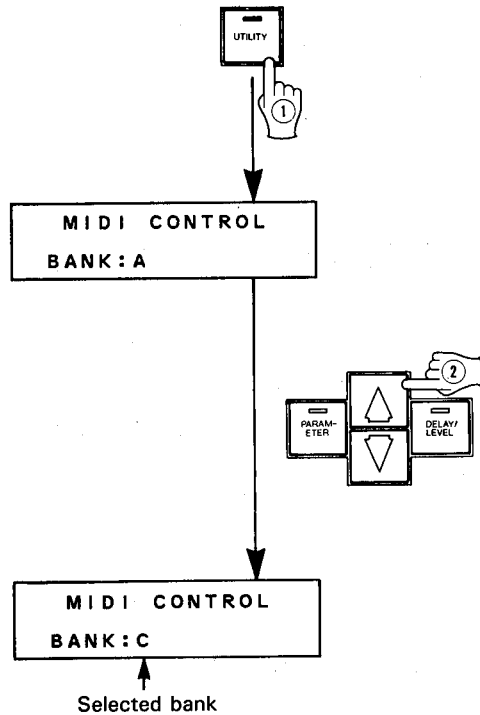 UTILITY
①
MIDI CONTROL
BANK:A
②
PARAM-
ETER
DELAY/
LEVEL
MIDI CONTROL
BANK:C
Selected bank